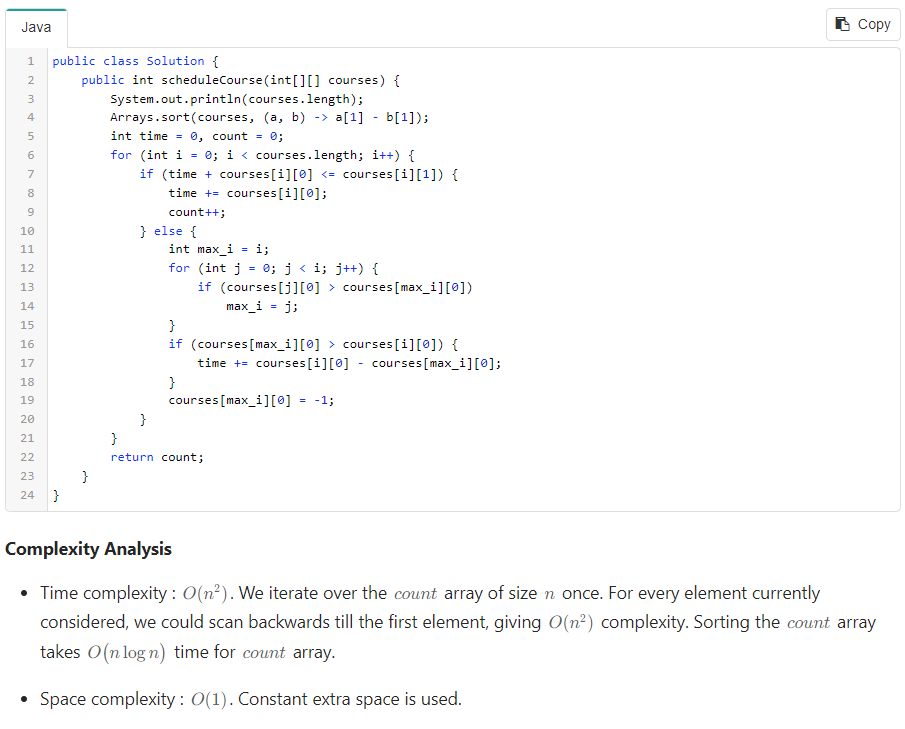 Java
Copy
1 public class Solution {
2 public int scheduleCourse(int[][] courses) {
3 System.out.println(courses.length);
4 Arrays.sort(courses, (a, b) -> a[1] - b[1]);
5 int time = 0, count = 0;
6 for (int i = 0; i < courses.length; i++) {
7 if (time + courses[i][0] <= courses[i][1]) {
8 time += courses[i][0];
9 count++;
10 } else {
11 int max_i = i;
12 for (int j = 0; j < i; j++) {
13 if (courses[j][0] > courses[max_i][0])
14 max_i = j;
15 }
16 if (courses[max_i][0] > courses[i][0]) {
17 time += courses[i][0] - courses[max_i][0];
18 }
19 courses[max_i][0] = -1;
20 }
21 }
22 return count;
23 }
24 }
Complexity Analysis
• Time complexity : O(n²). We iterate over the count array of size n once. For every element currently
considered, we could scan backwards till the first element, giving O(n²) complexity. Sorting the count array
takes O(n log n) time for count array.
• Space complexity : O(1). Constant extra space is used.